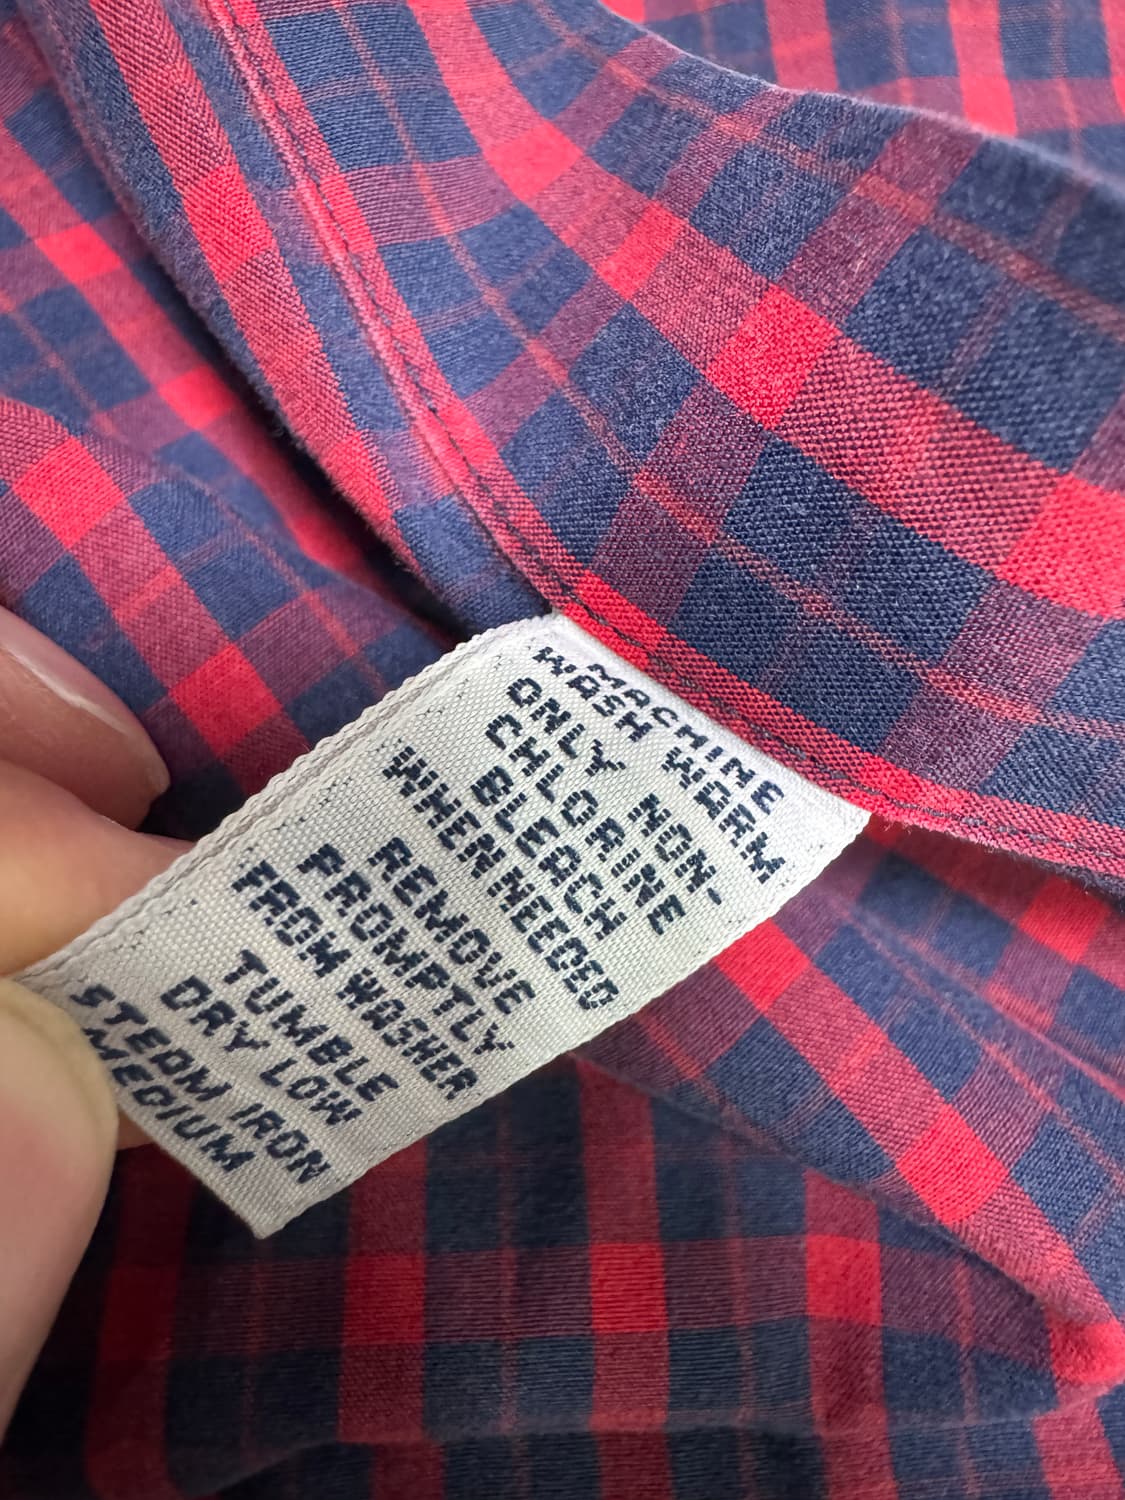 MACHINE
WASH WARM
ONLY NON-
CHLORINE
BLEACH
WHEN NEEDED
REMOVE
PROMPTLY
FROM WASHER
TUMBLE
DRY LOW
STEAM IRON
MEDIUM